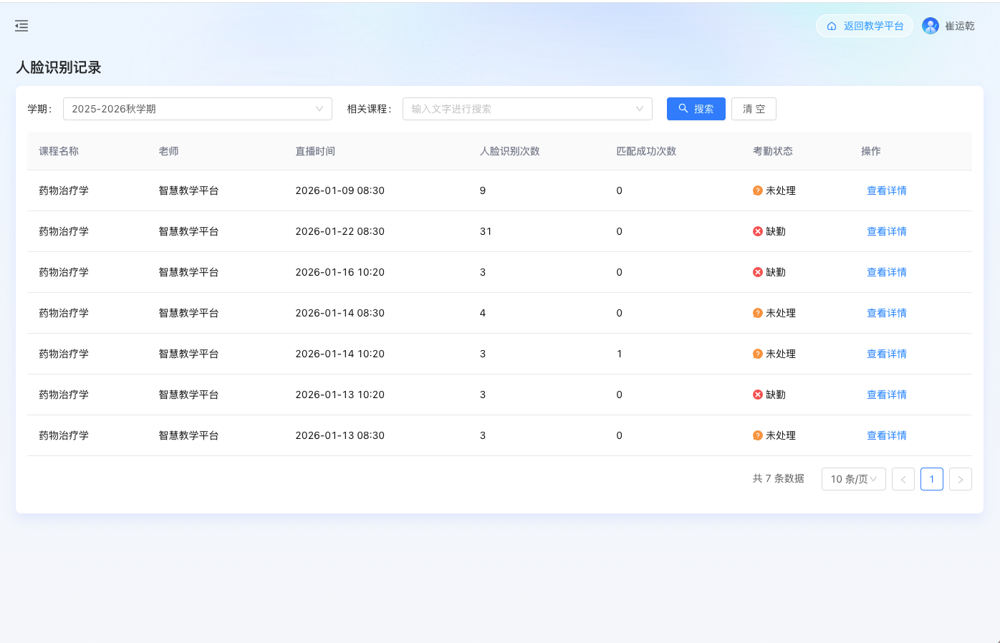 返回教学平台 崔运乾
人脸识别记录
学期： 2025-2026秋学期 相关课程： 输入文字进行搜索 搜索 清 空
课程名称 老师 直播时间 人脸识别次数 匹配成功次数 考勤状态 操作
药物治疗学 智慧教学平台 2026-01-09 08:30 9 0 未处理 查看详情
药物治疗学 智慧教学平台 2026-01-22 08:30 31 0 缺勤 查看详情
药物治疗学 智慧教学平台 2026-01-16 10:20 3 0 缺勤 查看详情
药物治疗学 智慧教学平台 2026-01-14 08:30 4 0 未处理 查看详情
药物治疗学 智慧教学平台 2026-01-14 10:20 3 1 未处理 查看详情
药物治疗学 智慧教学平台 2026-01-13 10:20 3 0 缺勤 查看详情
药物治疗学 智慧教学平台 2026-01-13 08:30 3 0 未处理 查看详情
共 7 条数据 10 条/页 < 1 >